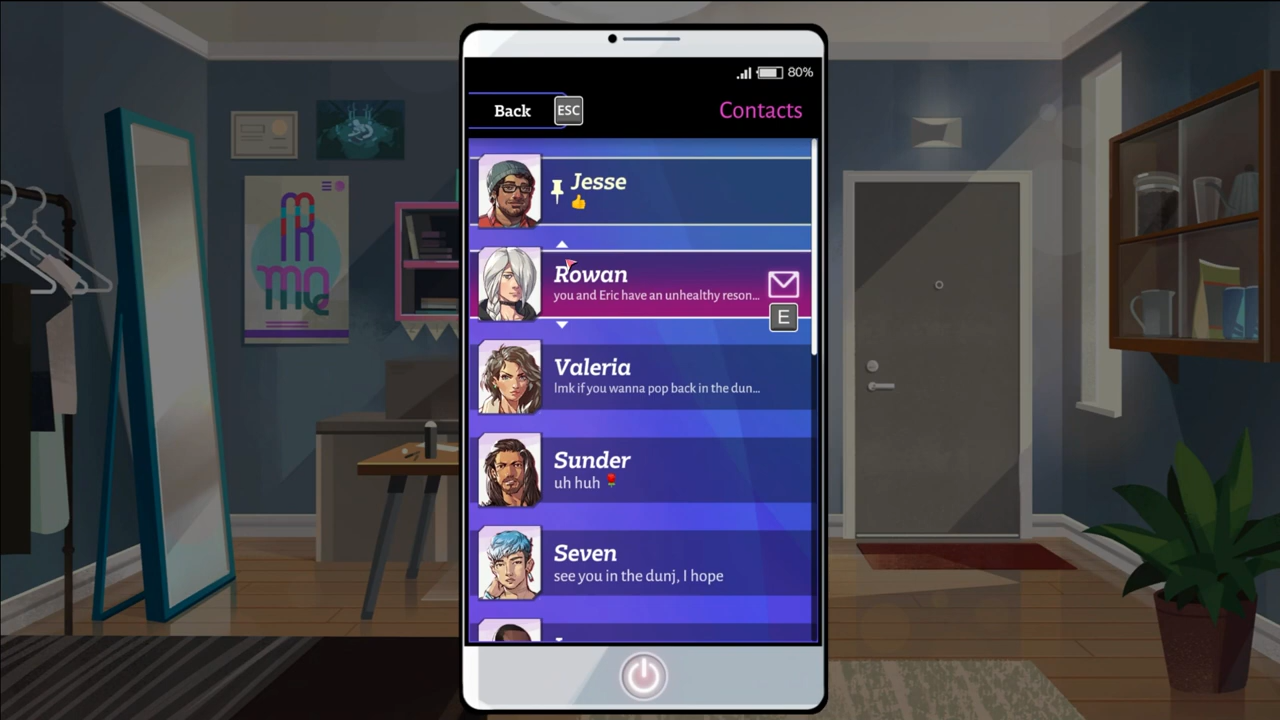 80%
Back
ESC
Contacts
Jesse
👍
Rowan
you and Eric have an unhealthy reson...
E
Valeria
lmk if you wanna pop back in the dun...
Sunder
uh huh 🌹
Seven
see you in the dunj, I hope